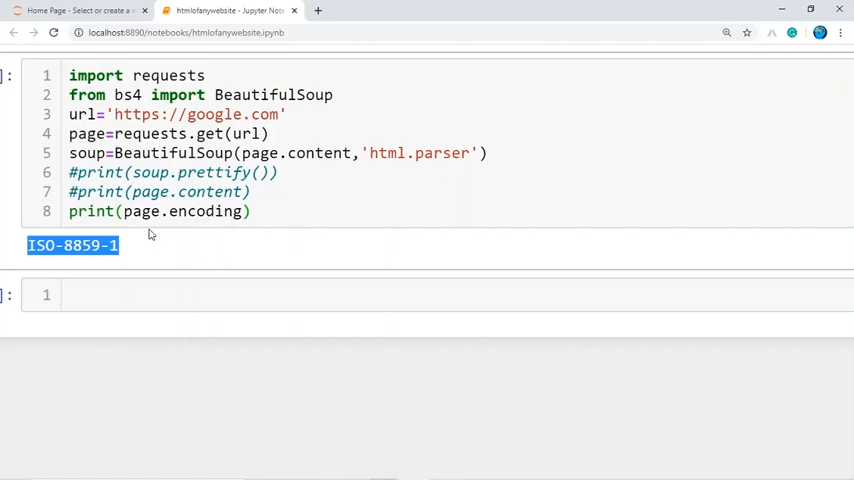 Home Page - Select or create a n
htmlofanywebsite - Jupyter Note
localhost:8890/notebooks/htmlofanywebsite.ipynb
]:
1 import requests
2 from bs4 import BeautifulSoup
3 url='https://google.com'
4 page=requests.get(url)
5 soup=BeautifulSoup(page.content,'html.parser')
6 #print(soup.prettify())
7 #print(page.content)
8 print(page.encoding)
ISO-8859-1
]: 1